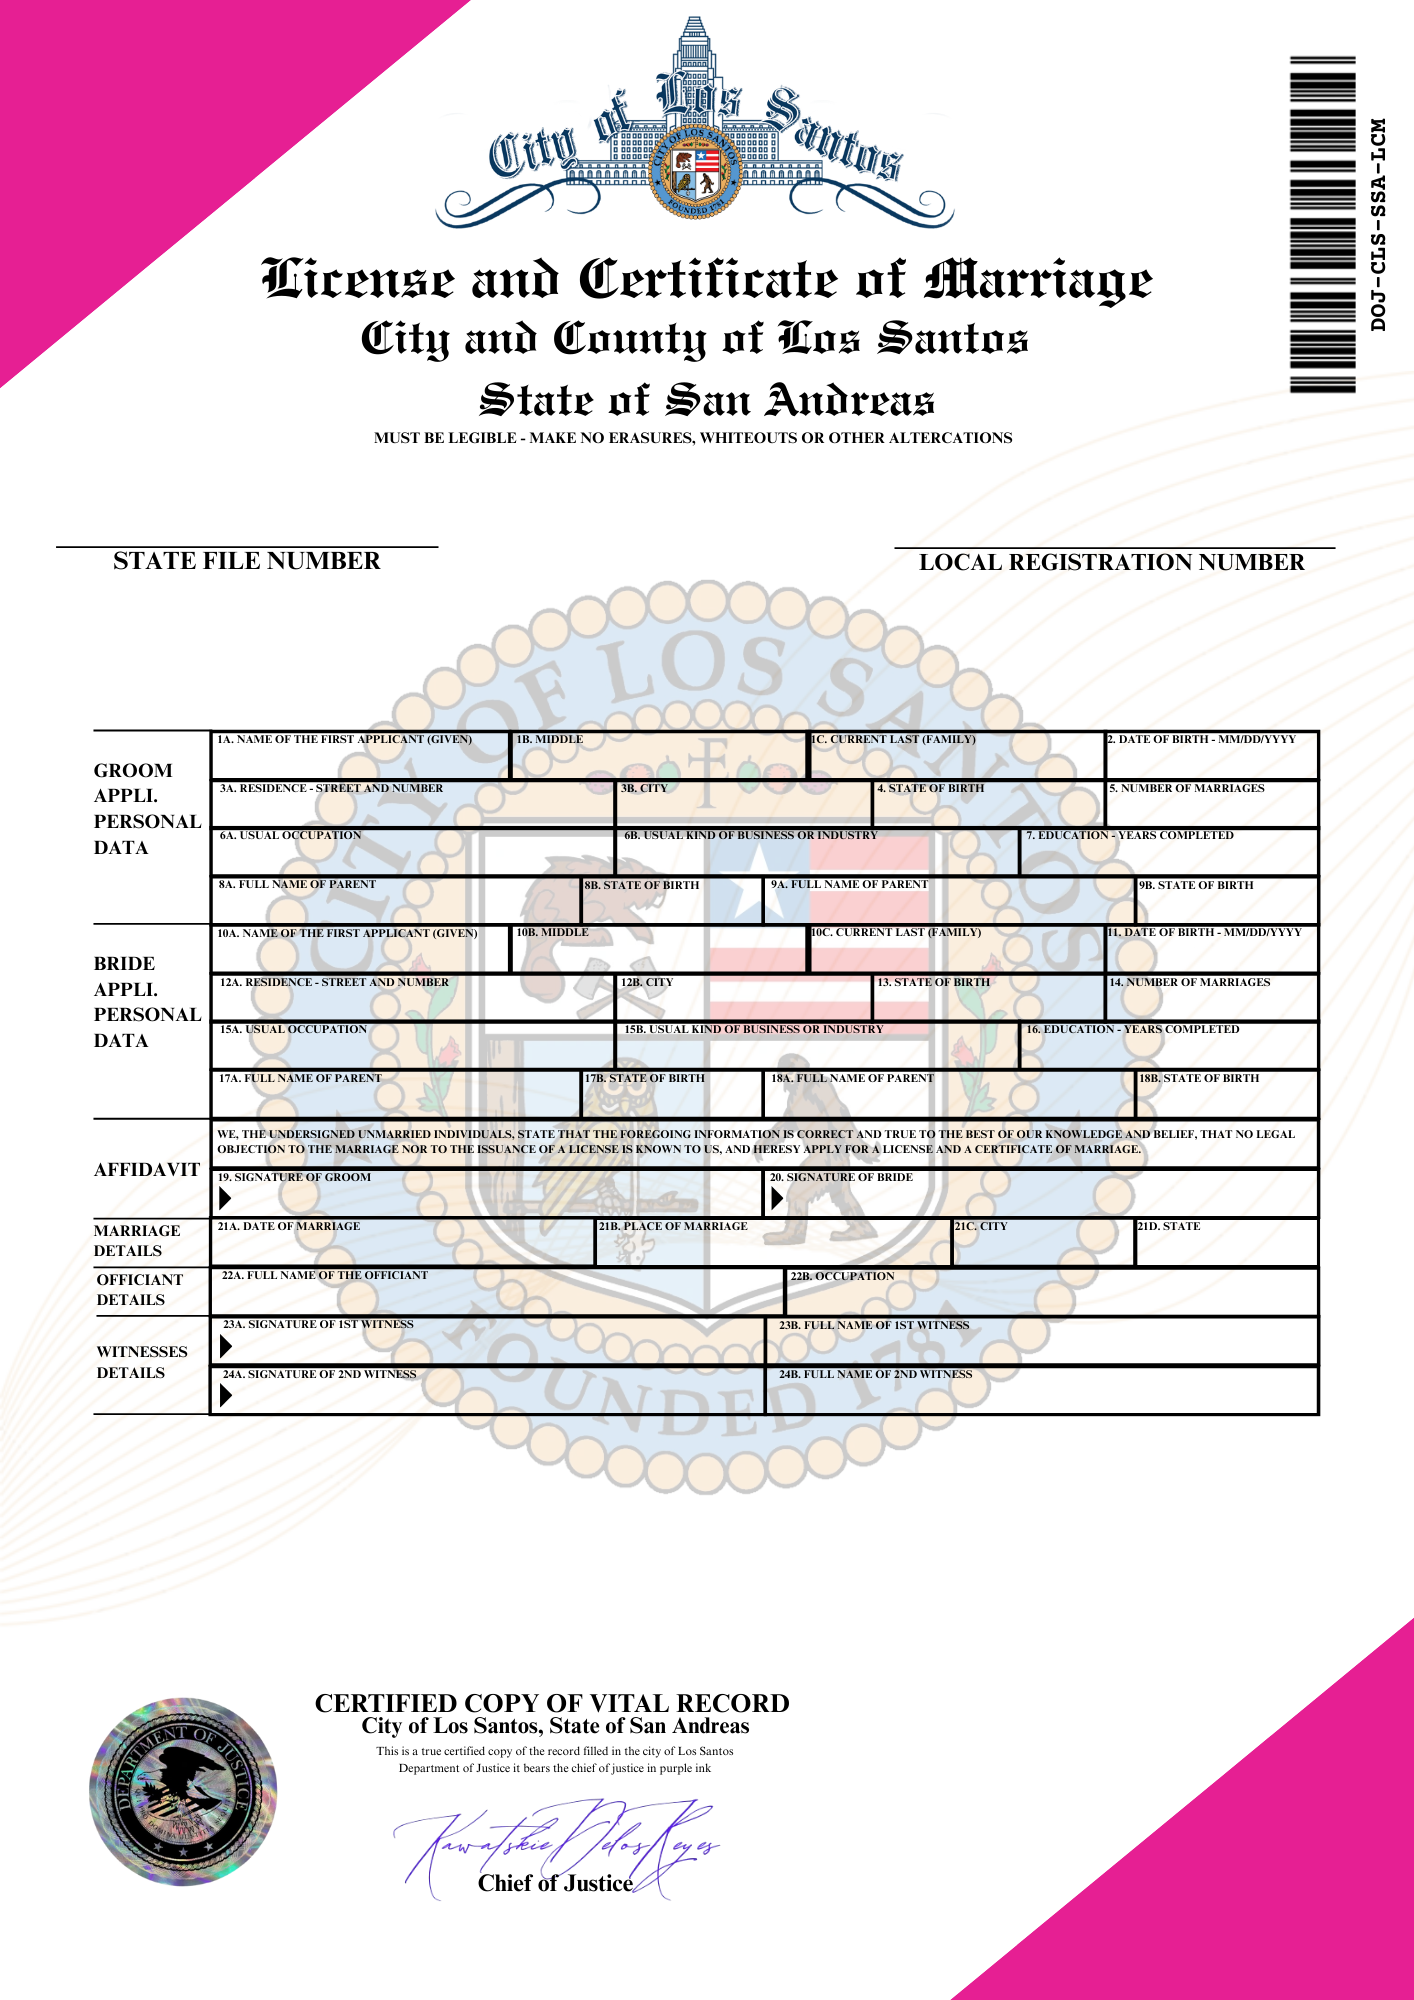 City of Los Santos
CITY OF LOS SANTOS
FOUNDED 1781
DOJ-CLS-SSA-LCM
License and Certificate of Marriage
City and County of Los Santos
State of San Andreas
MUST BE LEGIBLE - MAKE NO ERASURES, WHITEOUTS OR OTHER ALTERCATIONS
STATE FILE NUMBER
LOCAL REGISTRATION NUMBER
CITY OF LOS SANTOS
GROOM
APPLI.
PERSONAL
DATA
1A. NAME OF THE FIRST APPLICANT (GIVEN)
1B. MIDDLE
1C. CURRENT LAST (FAMILY)
2. DATE OF BIRTH - MM/DD/YYYY
3A. RESIDENCE - STREET AND NUMBER
3B. CITY
4. STATE OF BIRTH
5. NUMBER OF MARRIAGES
6A. USUAL OCCUPATION
6B. USUAL KIND OF BUSINESS OR INDUSTRY
7. EDUCATION - YEARS COMPLETED
8A. FULL NAME OF PARENT
8B. STATE OF BIRTH
9A. FULL NAME OF PARENT
9B. STATE OF BIRTH
BRIDE
APPLI.
PERSONAL
DATA
10A. NAME OF THE FIRST APPLICANT (GIVEN)
10B. MIDDLE
10C. CURRENT LAST (FAMILY)
11. DATE OF BIRTH - MM/DD/YYYY
12A. RESIDENCE - STREET AND NUMBER
12B. CITY
13. STATE OF BIRTH
14. NUMBER OF MARRIAGES
15A. USUAL OCCUPATION
15B. USUAL KIND OF BUSINESS OR INDUSTRY
16. EDUCATION - YEARS COMPLETED
17A. FULL NAME OF PARENT
17B. STATE OF BIRTH
18A. FULL NAME OF PARENT
18B. STATE OF BIRTH
AFFIDAVIT
WE, THE UNDERSIGNED UNMARRIED INDIVIDUALS, STATE THAT THE FOREGOING INFORMATION IS CORRECT AND TRUE TO THE BEST OF OUR KNOWLEDGE AND BELIEF, THAT NO LEGAL
OBJECTION TO THE MARRIAGE NOR TO THE ISSUANCE OF A LICENSE IS KNOWN TO US, AND HERESY APPLY FOR A LICENSE AND A CERTIFICATE OF MARRIAGE.
19. SIGNATURE OF GROOM
20. SIGNATURE OF BRIDE
MARRIAGE
DETAILS
21A. DATE OF MARRIAGE
21B. PLACE OF MARRIAGE
21C. CITY
21D. STATE
OFFICIANT
DETAILS
22A. FULL NAME OF THE OFFICIANT
22B. OCCUPATION
WITNESSES
DETAILS
23A. SIGNATURE OF 1ST WITNESS
23B. FULL NAME OF 1ST WITNESS
24A. SIGNATURE OF 2ND WITNESS
24B. FULL NAME OF 2ND WITNESS
FOUNDED 1781
DEPARTMENT OF JUSTICE
CERTIFIED COPY OF VITAL RECORD
City of Los Santos, State of San Andreas
This is a true certified copy of the record filled in the city of Los Santos
Department of Justice it bears the chief of justice in purple ink
Kawatskie Delos Reyes
Chief of Justice